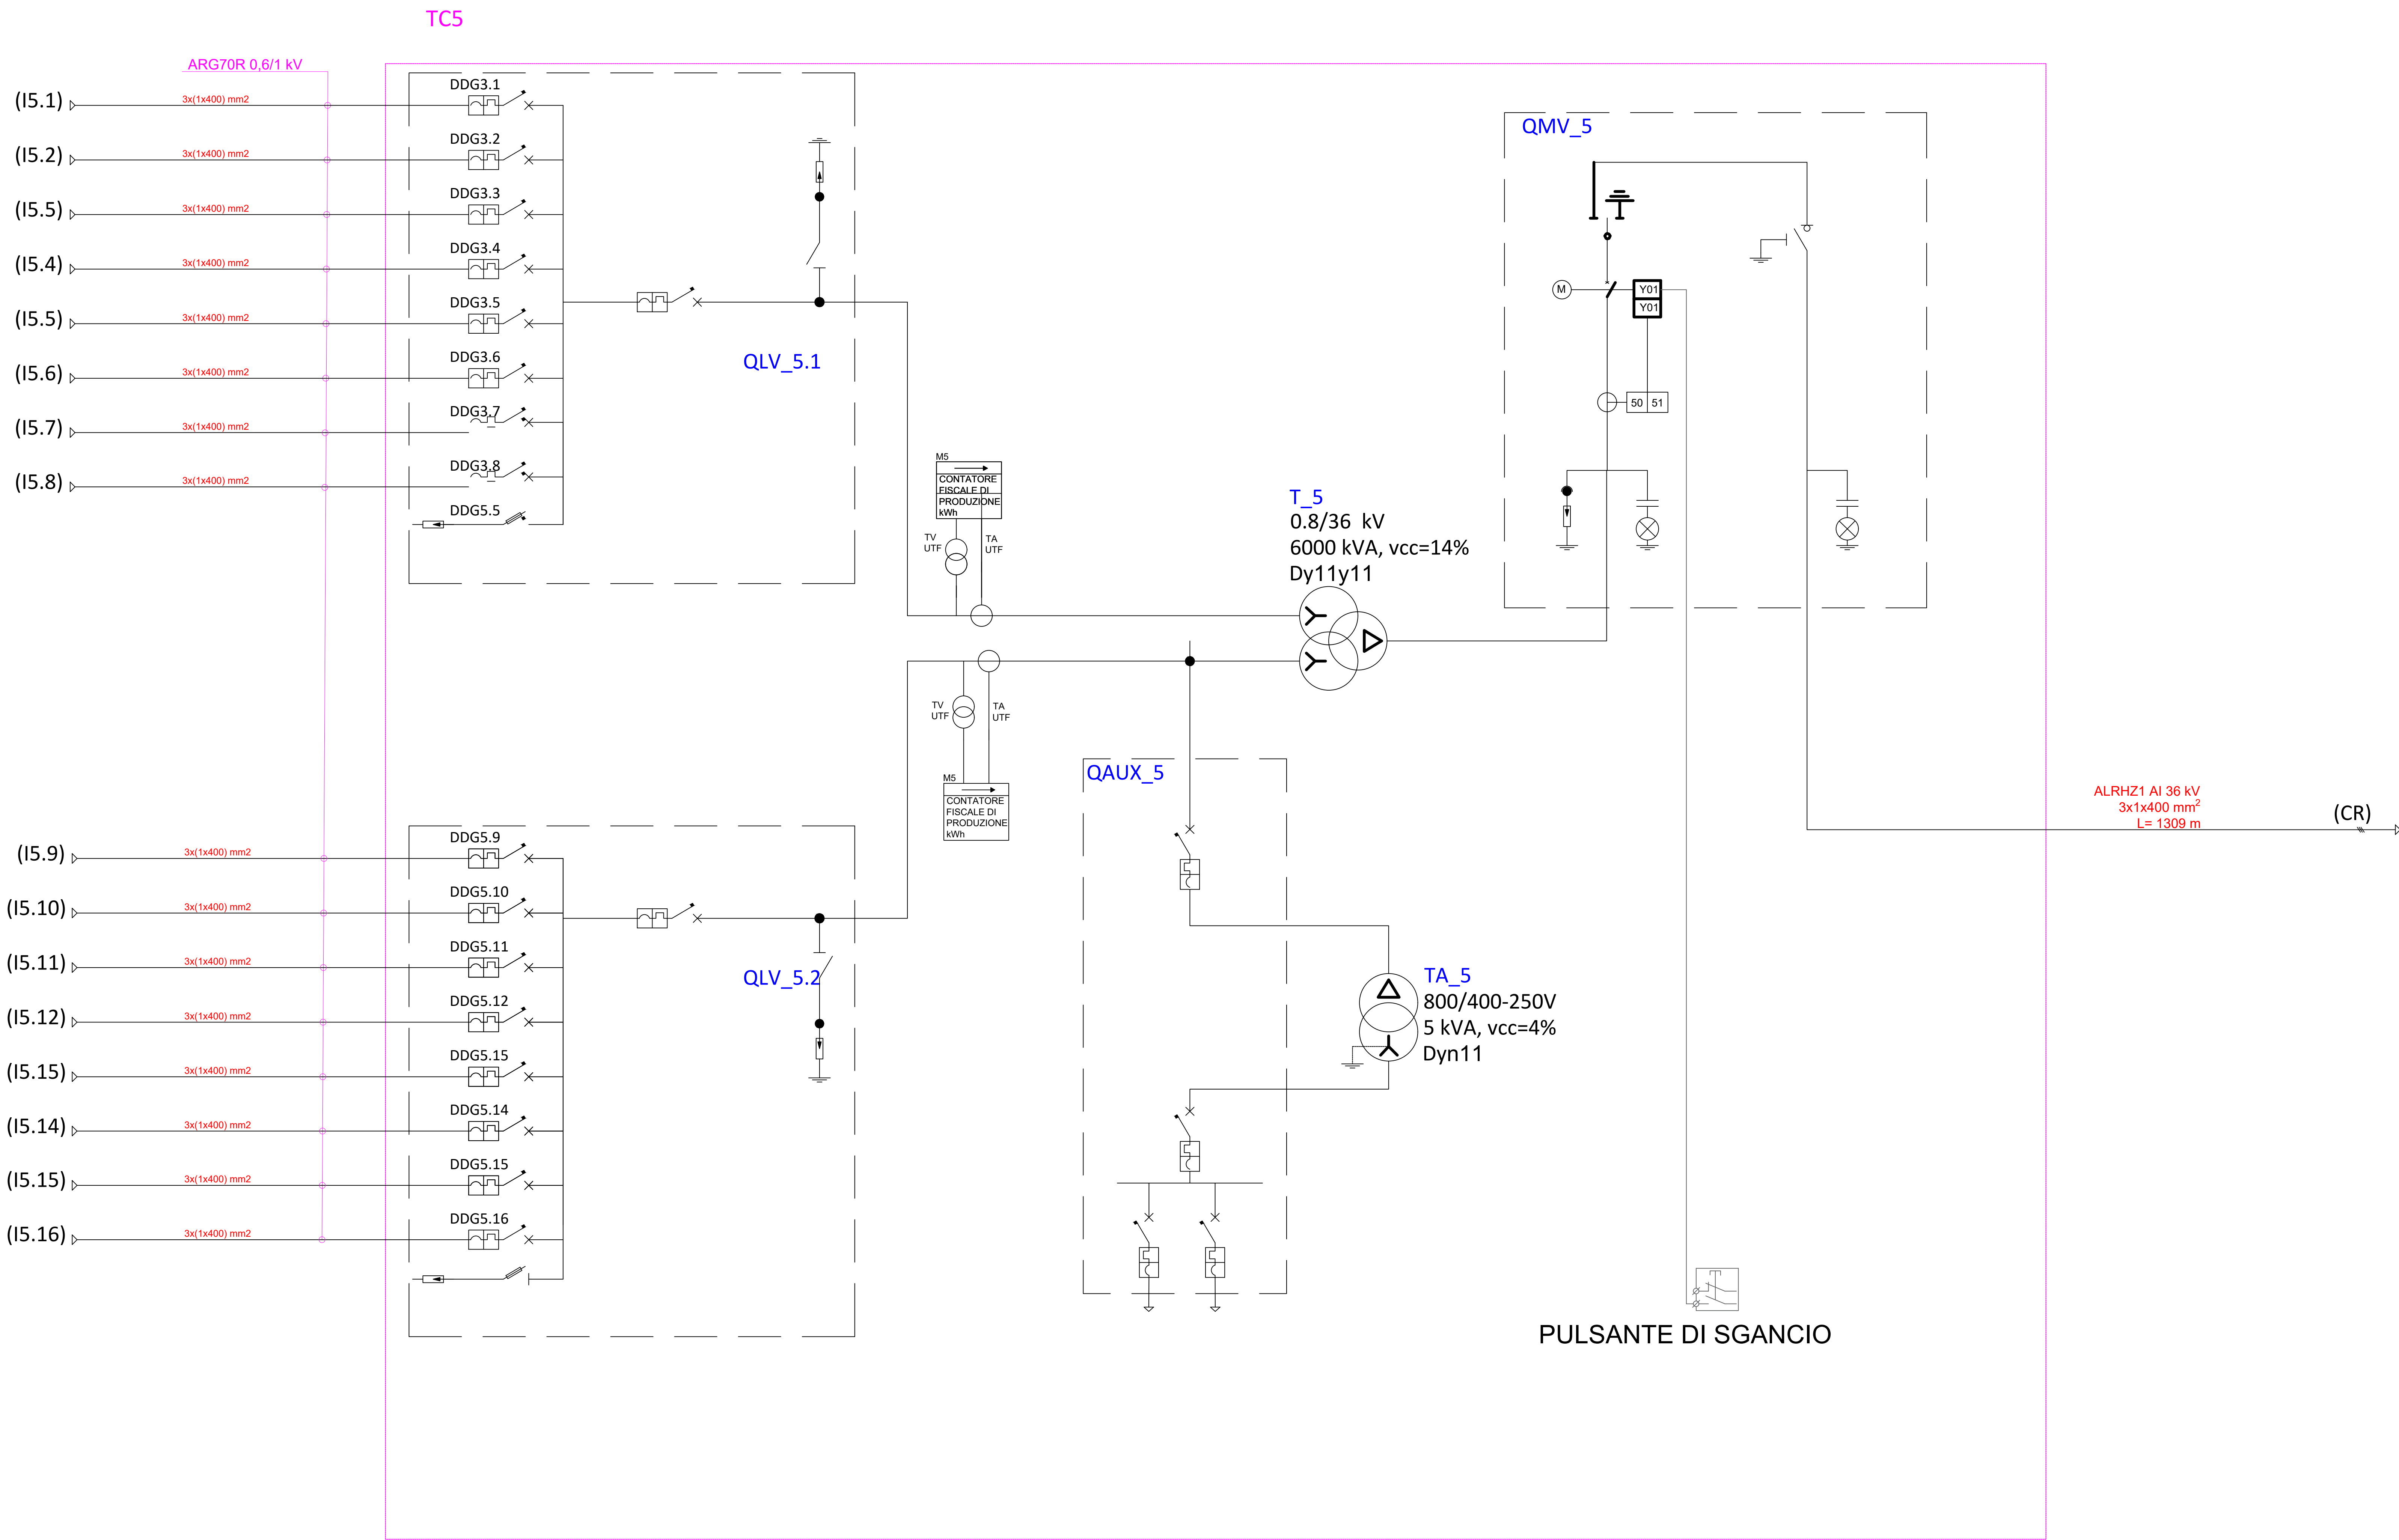 TC5
ARG70R 0,6/1 kV
(I5.1)
3x(1x400) mm2
DDG3.1
(I5.2)
3x(1x400) mm2
DDG3.2
(I5.5)
3x(1x400) mm2
DDG3.3
(I5.4)
3x(1x400) mm2
DDG3.4
(I5.5)
3x(1x400) mm2
DDG3.5
(I5.6)
3x(1x400) mm2
DDG3.6
(I5.7)
3x(1x400) mm2
DDG3.7
(I5.8)
3x(1x400) mm2
DDG3.8
DDG5.5
QLV_5.1
M5
CONTATORE
FISCALE DI
PRODUZIONE
kWh
TV
UTF
TA
UTF
T_5
0.8/36 kV
6000 kVA, vcc=14%
Dy11y11
QMV_5
M
Y01
Y01
50 51
TV
UTF
TA
UTF
M5
CONTATORE
FISCALE DI
PRODUZIONE
kWh
QAUX_5
TA_5
800/400-250V
5 kVA, vcc=4%
Dyn11
ALRHZ1 Al 36 kV
3x1x400 mm²
L= 1309 m
(CR)
(I5.9)
3x(1x400) mm2
DDG5.9
(I5.10)
3x(1x400) mm2
DDG5.10
(I5.11)
3x(1x400) mm2
DDG5.11
(I5.12)
3x(1x400) mm2
DDG5.12
(I5.15)
3x(1x400) mm2
DDG5.15
(I5.14)
3x(1x400) mm2
DDG5.14
(I5.15)
3x(1x400) mm2
DDG5.15
(I5.16)
3x(1x400) mm2
DDG5.16
QLV_5.2
PULSANTE DI SGANCIO